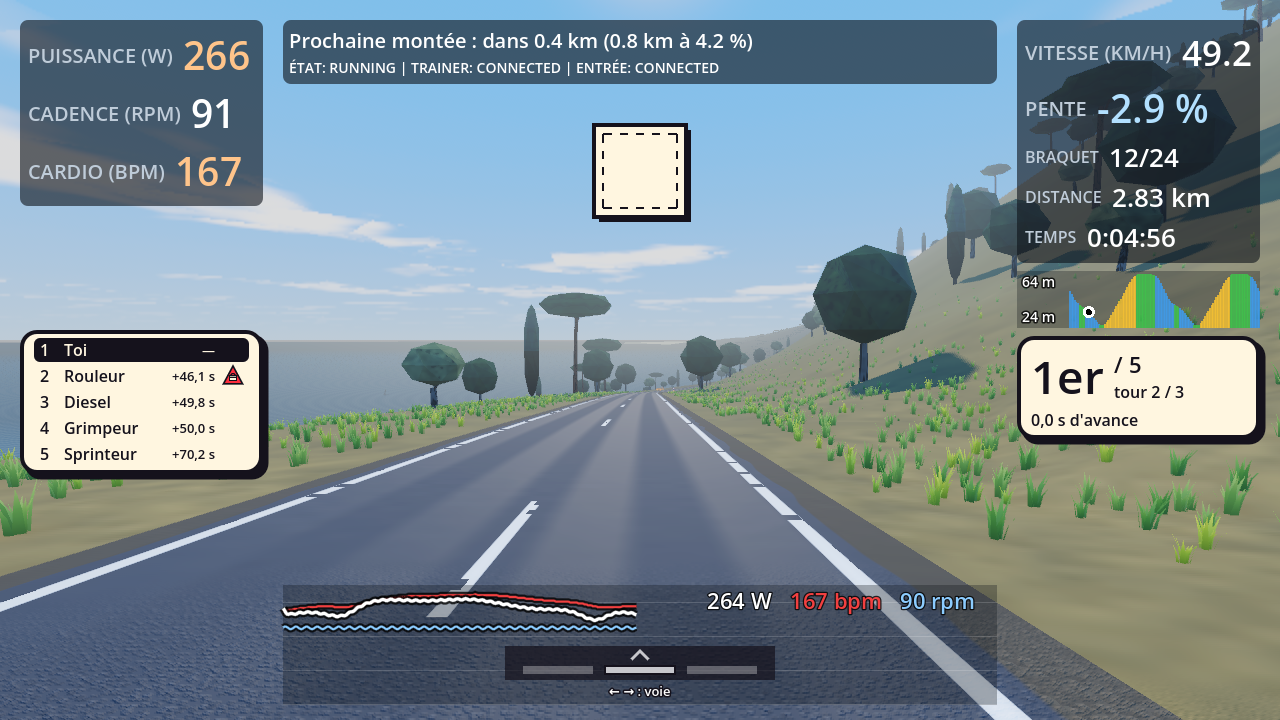 PUISSANCE (W) 266
CADENCE (RPM) 91
CARDIO (BPM) 167
Prochaine montée : dans 0.4 km (0.8 km à 4.2 %)
ÉTAT: RUNNING | TRAINER: CONNECTED | ENTRÉE: CONNECTED
VITESSE (KM/H) 49.2
PENTE -2.9 %
BRAQUET 12/24
DISTANCE 2.83 km
TEMPS 0:04:56
64 m
24 m
1 Toi —
2 Rouleur +46,1 s
3 Diesel +49,8 s
4 Grimpeur +50,0 s
5 Sprinteur +70,2 s
1er / 5
tour 2 / 3
0,0 s d'avance
264 W 167 bpm 90 rpm
← → : voie